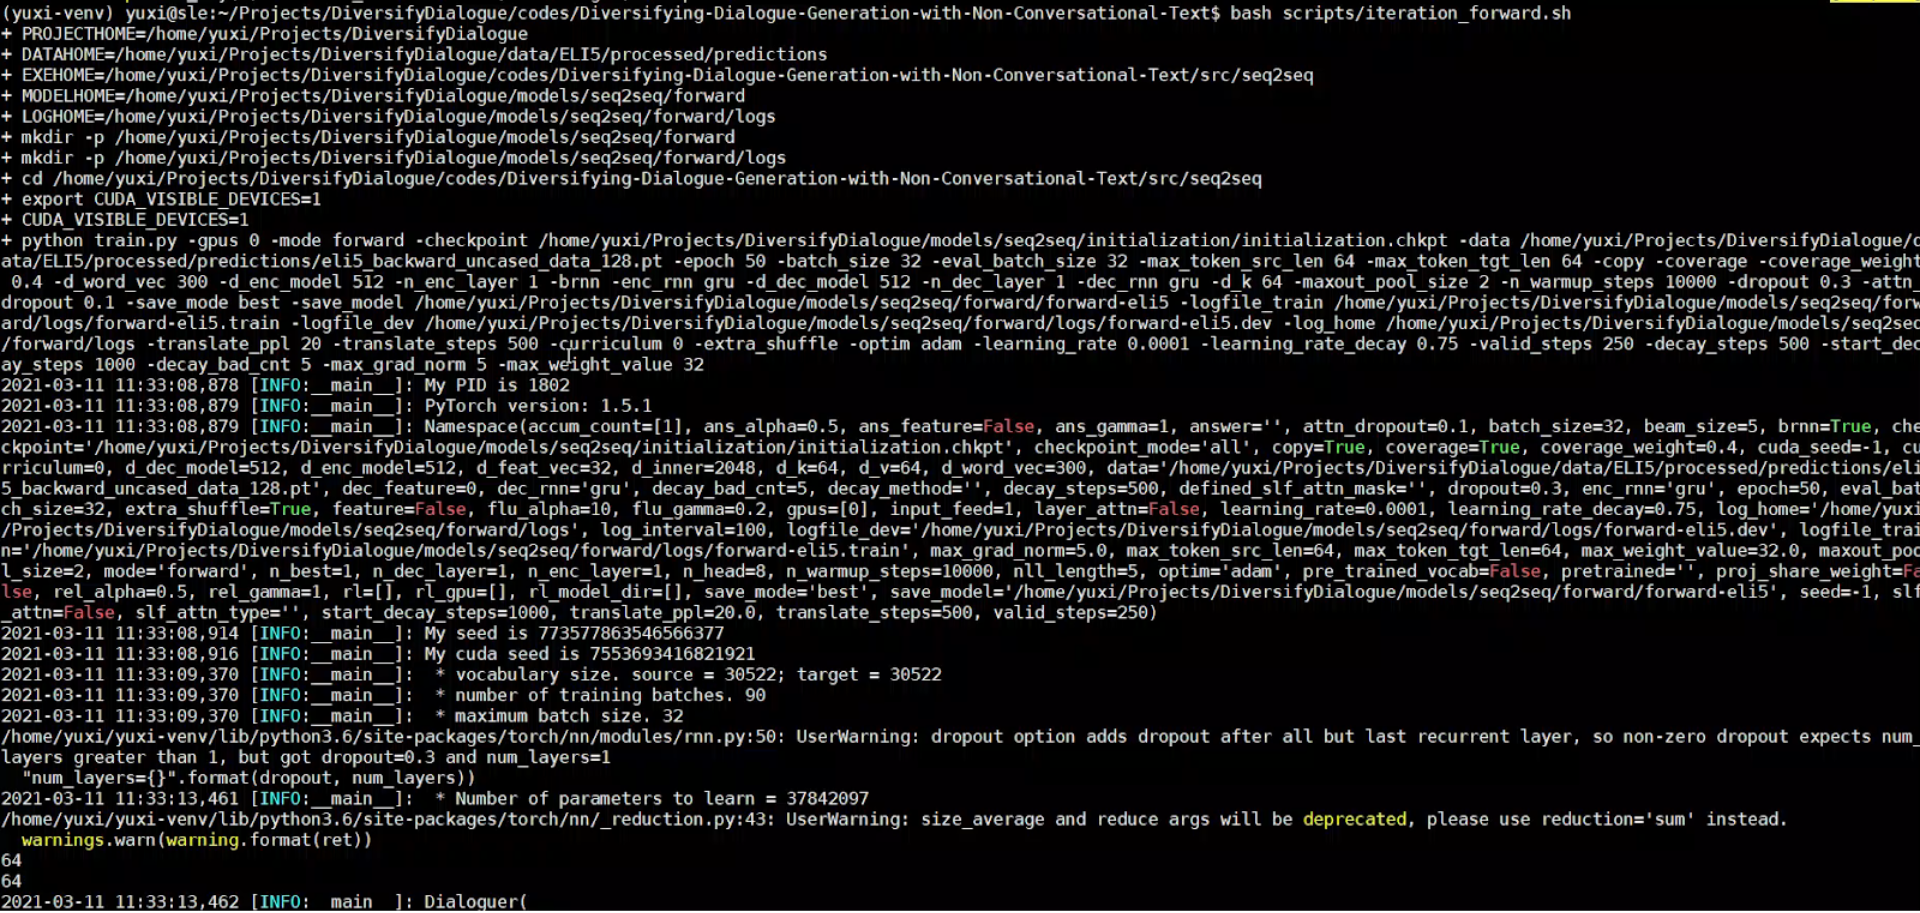 (yuxi-venv) yuxi@sle:~/Projects/DiversifyDialogue/codes/Diversifying-Dialogue-Generation-with-Non-Conversational-Text$ bash scripts/iteration_forward.sh
+ PROJECTHOME=/home/yuxi/Projects/DiversifyDialogue
+ DATAHOME=/home/yuxi/Projects/DiversifyDialogue/data/ELI5/processed/predictions
+ EXEHOME=/home/yuxi/Projects/DiversifyDialogue/codes/Diversifying-Dialogue-Generation-with-Non-Conversational-Text/src/seq2seq
+ MODELHOME=/home/yuxi/Projects/DiversifyDialogue/models/seq2seq/forward
+ LOGHOME=/home/yuxi/Projects/DiversifyDialogue/models/seq2seq/forward/logs
+ mkdir -p /home/yuxi/Projects/DiversifyDialogue/models/seq2seq/forward
+ mkdir -p /home/yuxi/Projects/DiversifyDialogue/models/seq2seq/forward/logs
+ cd /home/yuxi/Projects/DiversifyDialogue/codes/Diversifying-Dialogue-Generation-with-Non-Conversational-Text/src/seq2seq
+ export CUDA_VISIBLE_DEVICES=1
+ CUDA_VISIBLE_DEVICES=1
+ python train.py -gpus 0 -mode forward -checkpoint /home/yuxi/Projects/DiversifyDialogue/models/seq2seq/initialization/initialization.chkpt -data /home/yuxi/Projects/DiversifyDialogue/d
ata/ELI5/processed/predictions/eli5_backward_uncased_data_128.pt -epoch 50 -batch_size 32 -eval_batch_size 32 -max_token_src_len 64 -max_token_tgt_len 64 -copy -coverage -coverage_weight
 0.4 -d_word_vec 300 -d_enc_model 512 -n_enc_layer 1 -brnn -enc_rnn gru -d_dec_model 512 -n_dec_layer 1 -dec_rnn gru -d_k 64 -maxout_pool_size 2 -n_warmup_steps 10000 -dropout 0.3 -attn_
dropout 0.1 -save_mode best -save_model /home/yuxi/Projects/DiversifyDialogue/models/seq2seq/forward/forward-eli5 -logfile_train /home/yuxi/Projects/DiversifyDialogue/models/seq2seq/forw
ard/logs/forward-eli5.train -logfile_dev /home/yuxi/Projects/DiversifyDialogue/models/seq2seq/forward/logs/forward-eli5.dev -log_home /home/yuxi/Projects/DiversifyDialogue/models/seq2seq
/forward/logs -translate_ppl 20 -translate_steps 500 -curriculum 0 -extra_shuffle -optim adam -learning_rate 0.0001 -learning_rate_decay 0.75 -valid_steps 250 -decay_steps 500 -start_dec
ay_steps 1000 -decay_bad_cnt 5 -max_grad_norm 5 -max_weight_value 32
2021-03-11 11:33:08,878 [INFO:__main__]: My PID is 1802
2021-03-11 11:33:08,879 [INFO:__main__]: PyTorch version: 1.5.1
2021-03-11 11:33:08,879 [INFO:__main__]: Namespace(accum_count=[1], ans_alpha=0.5, ans_feature=False, ans_gamma=1, answer='', attn_dropout=0.1, batch_size=32, beam_size=5, brnn=True, che
ckpoint='/home/yuxi/Projects/DiversifyDialogue/models/seq2seq/initialization/initialization.chkpt', checkpoint_mode='all', copy=True, coverage=True, coverage_weight=0.4, cuda_seed=-1, cu
rriculum=0, d_dec_model=512, d_enc_model=512, d_feat_vec=32, d_inner=2048, d_k=64, d_v=64, d_word_vec=300, data='/home/yuxi/Projects/DiversifyDialogue/data/ELI5/processed/predictions/eli
5_backward_uncased_data_128.pt', dec_feature=0, dec_rnn='gru', decay_bad_cnt=5, decay_method='', decay_steps=500, defined_slf_attn_mask='', dropout=0.3, enc_rnn='gru', epoch=50, eval_bat
ch_size=32, extra_shuffle=True, feature=False, flu_alpha=10, flu_gamma=0.2, gpus=[0], input_feed=1, layer_attn=False, learning_rate=0.0001, learning_rate_decay=0.75, log_home='/home/yuxi
/Projects/DiversifyDialogue/models/seq2seq/forward/logs', log_interval=100, logfile_dev='/home/yuxi/Projects/DiversifyDialogue/models/seq2seq/forward/logs/forward-eli5.dev', logfile_trai
n='/home/yuxi/Projects/DiversifyDialogue/models/seq2seq/forward/logs/forward-eli5.train', max_grad_norm=5.0, max_token_src_len=64, max_token_tgt_len=64, max_weight_value=32.0, maxout_poo
l_size=2, mode='forward', n_best=1, n_dec_layer=1, n_enc_layer=1, n_head=8, n_warmup_steps=10000, nll_length=5, optim='adam', pre_trained_vocab=False, pretrained='', proj_share_weight=Fa
lse, rel_alpha=0.5, rel_gamma=1, rl=[], rl_gpu=[], rl_model_dir=[], save_mode='best', save_model='/home/yuxi/Projects/DiversifyDialogue/models/seq2seq/forward/forward-eli5', seed=-1, slf
_attn=False, slf_attn_type='', start_decay_steps=1000, translate_ppl=20.0, translate_steps=500, valid_steps=250)
2021-03-11 11:33:08,914 [INFO:__main__]: My seed is 773577863546566377
2021-03-11 11:33:08,916 [INFO:__main__]: My cuda seed is 7553693416821921
2021-03-11 11:33:09,370 [INFO:__main__]:  * vocabulary size. source = 30522; target = 30522
2021-03-11 11:33:09,370 [INFO:__main__]:  * number of training batches. 90
2021-03-11 11:33:09,370 [INFO:__main__]:  * maximum batch size. 32
/home/yuxi/yuxi-venv/lib/python3.6/site-packages/torch/nn/modules/rnn.py:50: UserWarning: dropout option adds dropout after all but last recurrent layer, so non-zero dropout expects num_
layers greater than 1, but got dropout=0.3 and num_layers=1
  "num_layers={}".format(dropout, num_layers))
2021-03-11 11:33:13,461 [INFO:__main__]:  * Number of parameters to learn = 37842097
/home/yuxi/yuxi-venv/lib/python3.6/site-packages/torch/nn/_reduction.py:43: UserWarning: size_average and reduce args will be deprecated, please use reduction='sum' instead.
  warnings.warn(warning.format(ret))
64
64
2021-03-11 11:33:13,462 [INFO:__main__]: Dialoguer(